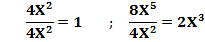 4X²/4X² = 1 ; 8X⁵/4X² = 2X³